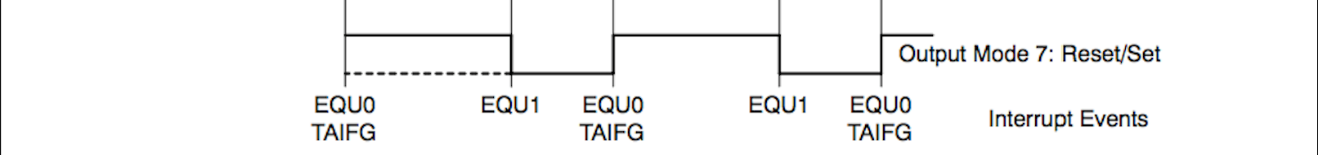 Output Mode 7: Reset/Set
EQU0 EQU1 EQU0 EQU1 EQU0
TAIFG TAIFG TAIFG
Interrupt Events